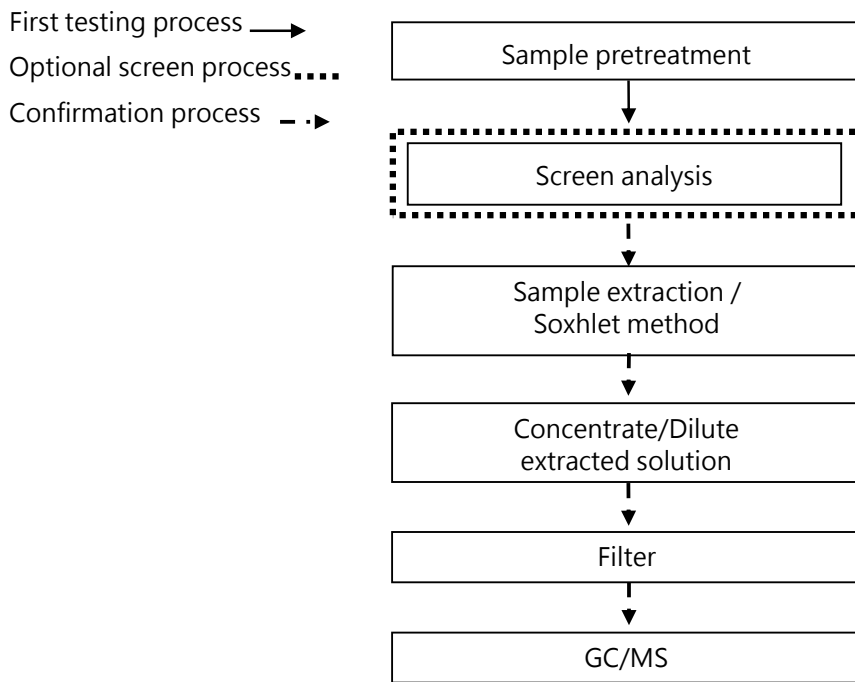 First testing process
Optional screen process
Confirmation process
Sample pretreatment
Screen analysis
Sample extraction /
Soxhlet method
Concentrate/Dilute
extracted solution
Filter
GC/MS